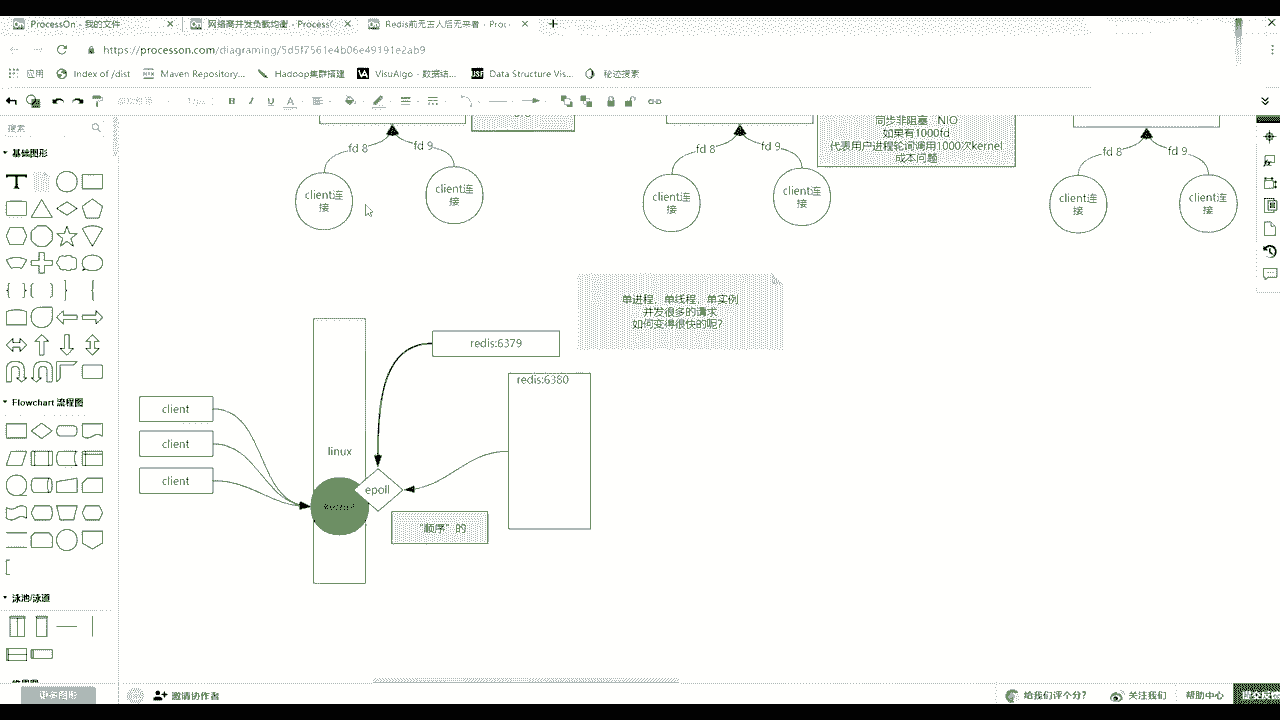 ProcessOn - 我的文件
网络高并发负载均衡 - Process
Redis前无古人后无来者 - Proc
https://processon.com/diagraming/5d5f7561e4b06e49191e2ab9
应用
Index of /dist
Maven Repository...
Hadoop集群搭建
VisuAlgo - 数据结...
Data Structure Vis...
秘迹搜索
搜索
基础图形
Flowchart 流程图
泳池/泳道
更多图形
fd 8
fd 9
client连
接
client连
接
fd 8
fd 9
client连
接
client连
接
同步非阻塞 NIO
如果有1000fd
代表用户进程轮询调用1000次kernel
成本问题
fd 8
fd 9
client连
接
client连
接
单进程,单线程,单实例
并发很多的请求
如何变得很快的呢?
redis:6379
redis:6380
client
client
client
linux
epoll
“顺序”的
邀请协作者
给我们评个分?
关注我们
帮助中心